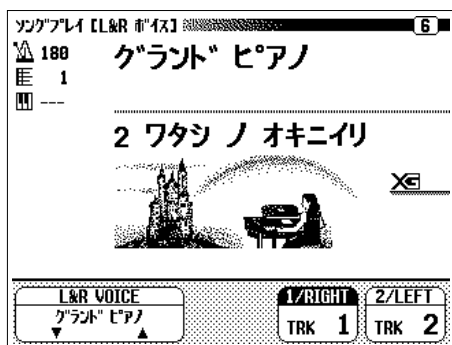 ソングプレイ [L&R ボイス] 6
180
1
---
グランド ピアノ
2 ワタシ ノ オキニイリ
XG
L&R VOICE
グランド ピアノ
▼ ▲
1/RIGHT
TRK 1
2/LEFT
TRK 2